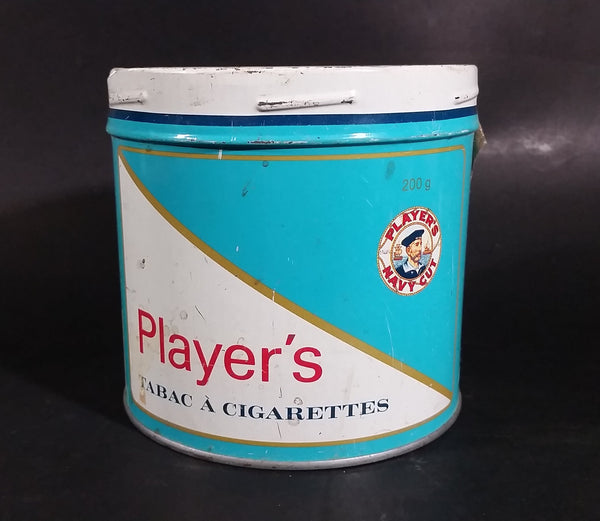 200 g
PLAYER'S
NAVY CUT
Player's
TABAC À CIGARETTES